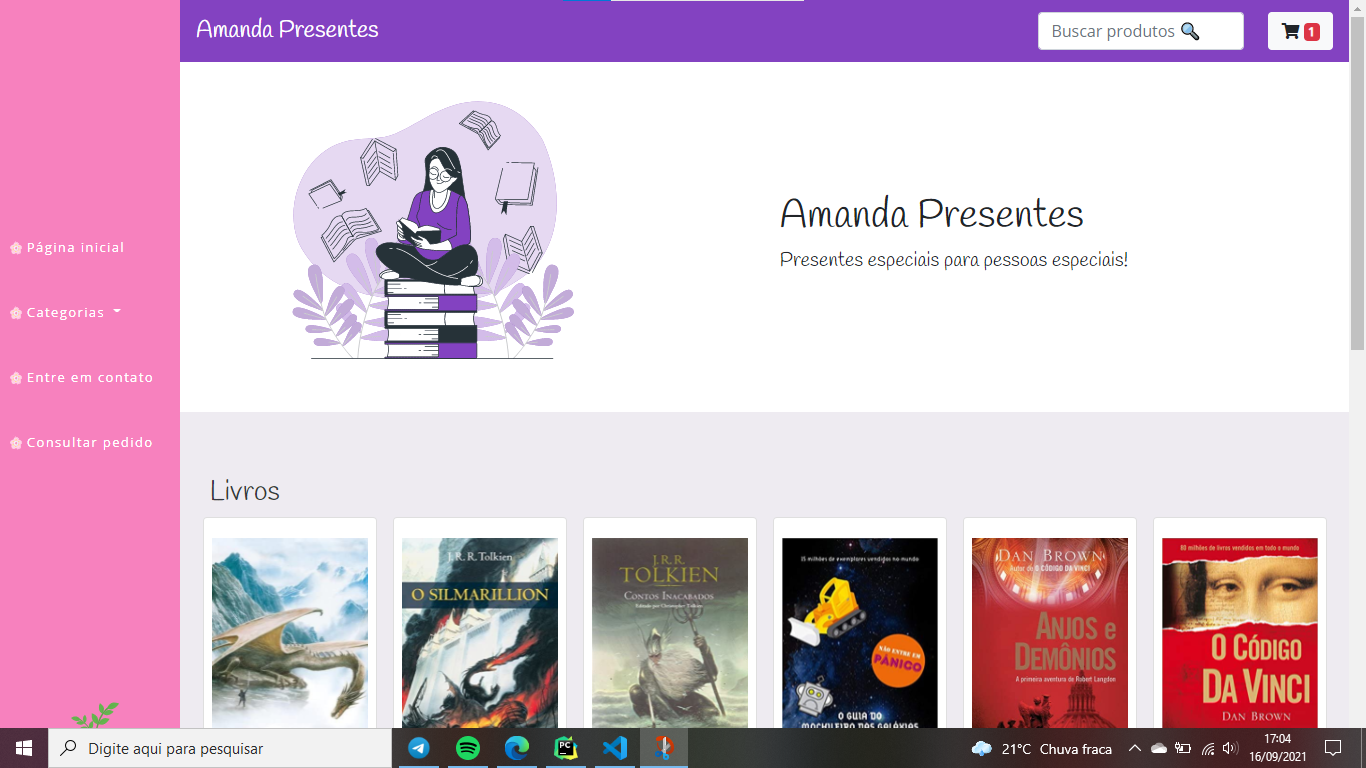 Amanda Presentes
Buscar produtos
1
Página inicial
Categorias
Entre em contato
Consultar pedido
Amanda Presentes
Presentes especiais para pessoas especiais!
Livros
J. R. R. Tolkien
O SILMARILLION
J.R.R.
TOLKIEN
CONTOS INACABADOS
Editado por Christopher Tolkien
15 milhões de exemplares vendidos no mundo
NÃO ENTRE EM
PÂNICO
O GUIA DO
MOCHILEIRO DAS GALÁXIAS
DAN BROWN
Autor de O CÓDIGO DA VINCI
ANJOS E
DEMÔNIOS
A primeira aventura de Robert Langdon
80 milhões de livros vendidos em todo o mundo
O CÓDIGO
DA VINCI
DAN BROWN
Digite aqui para pesquisar
PC
21°C Chuva fraca
17:04
16/09/2021